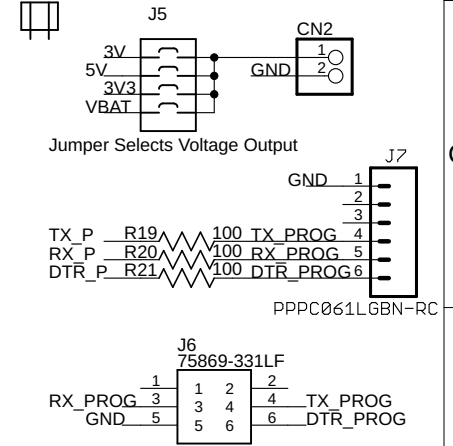 J5
CN2
3V
1
5V
GND 2
3V3
VBAT
Jumper Selects Voltage Output
J7
GND 1
2
3
TX_P R19 100 TX_PROG 4
RX_P R20 100 RX_PROG 5
DTR_P R21 100 DTR_PROG 6
PPPC061LGBN-RC
J6
75869-331LF
1 1 2 2
RX_PROG 3 3 4 4 TX_PROG
GND 5 5 6 6 DTR_PROG